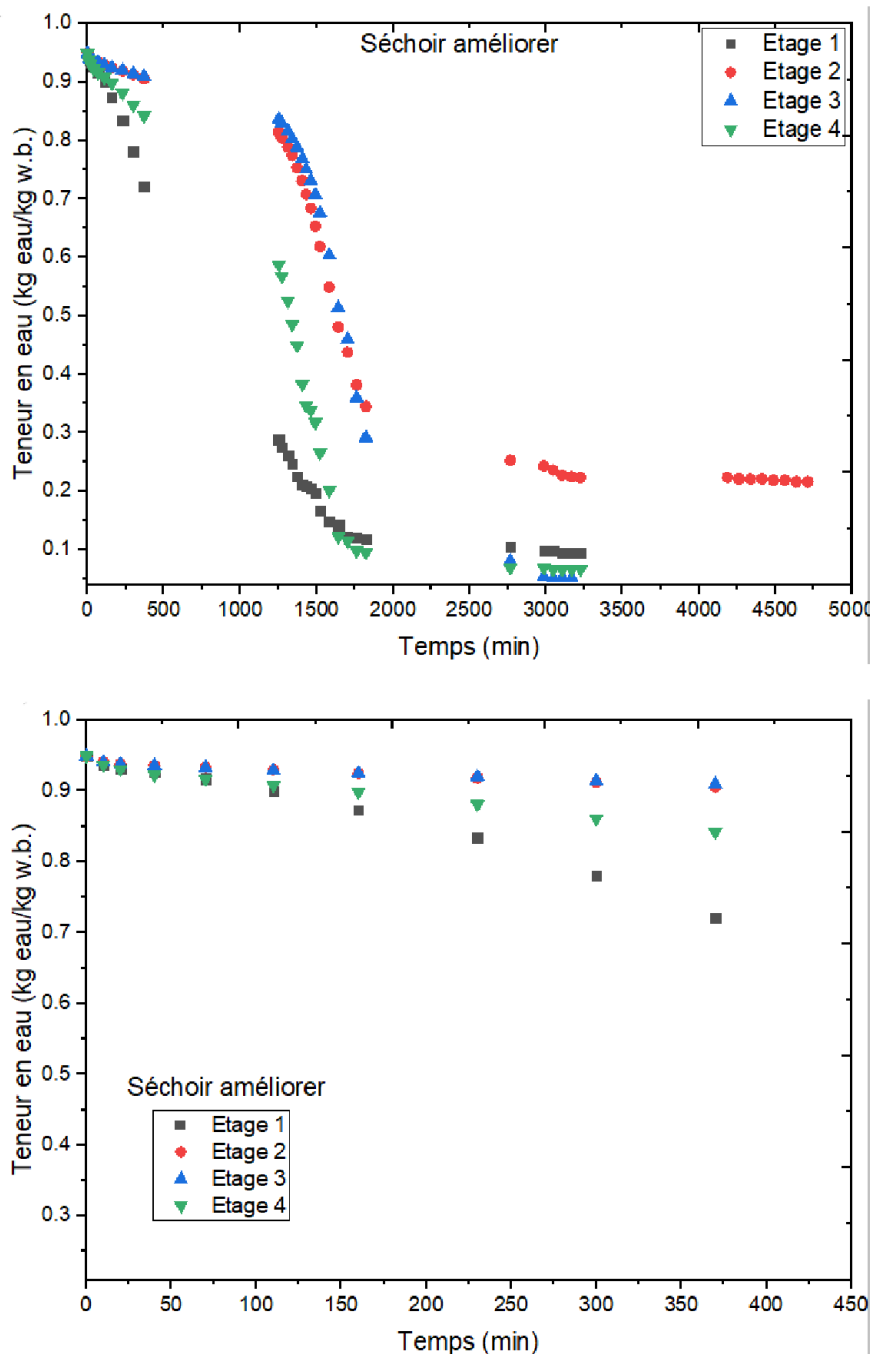 Séchoir améliorer
Etage 1
Etage 2
Etage 3
Etage 4
1.0
0.9
0.8
0.7
0.6
0.5
0.4
0.3
0.2
0.1
Teneur en eau (kg eau/kg w.b.)
0 500 1000 1500 2000 2500 3000 3500 4000 4500 5000
Temps (min)
1.0
0.9
0.8
0.7
0.6
0.5
0.4
0.3
Teneur en eau (kg eau/kg w.b.)
Séchoir améliorer
Etage 1
Etage 2
Etage 3
Etage 4
0 50 100 150 200 250 300 350 400 450
Temps (min)